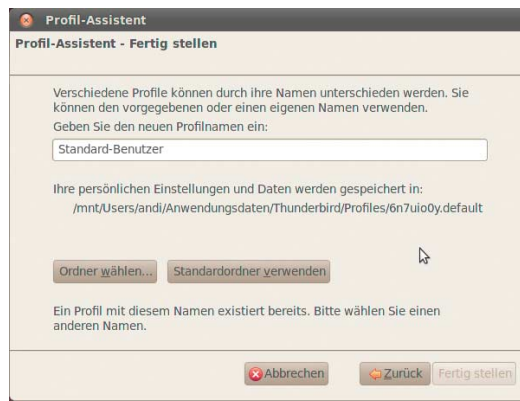 Profil-Assistent
Profil-Assistent - Fertig stellen
Verschiedene Profile können durch ihre Namen unterschieden werden. Sie
können den vorgegebenen oder einen eigenen Namen verwenden.
Geben Sie den neuen Profilnamen ein:
Standard-Benutzer
Ihre persönlichen Einstellungen und Daten werden gespeichert in:
/mnt/Users/andi/Anwendungsdaten/Thunderbird/Profiles/6n7uio0y.default
Ordner wählen... Standardordner verwenden
Ein Profil mit diesem Namen existiert bereits. Bitte wählen Sie einen
anderen Namen.
Abbrechen Zurück Fertig stellen